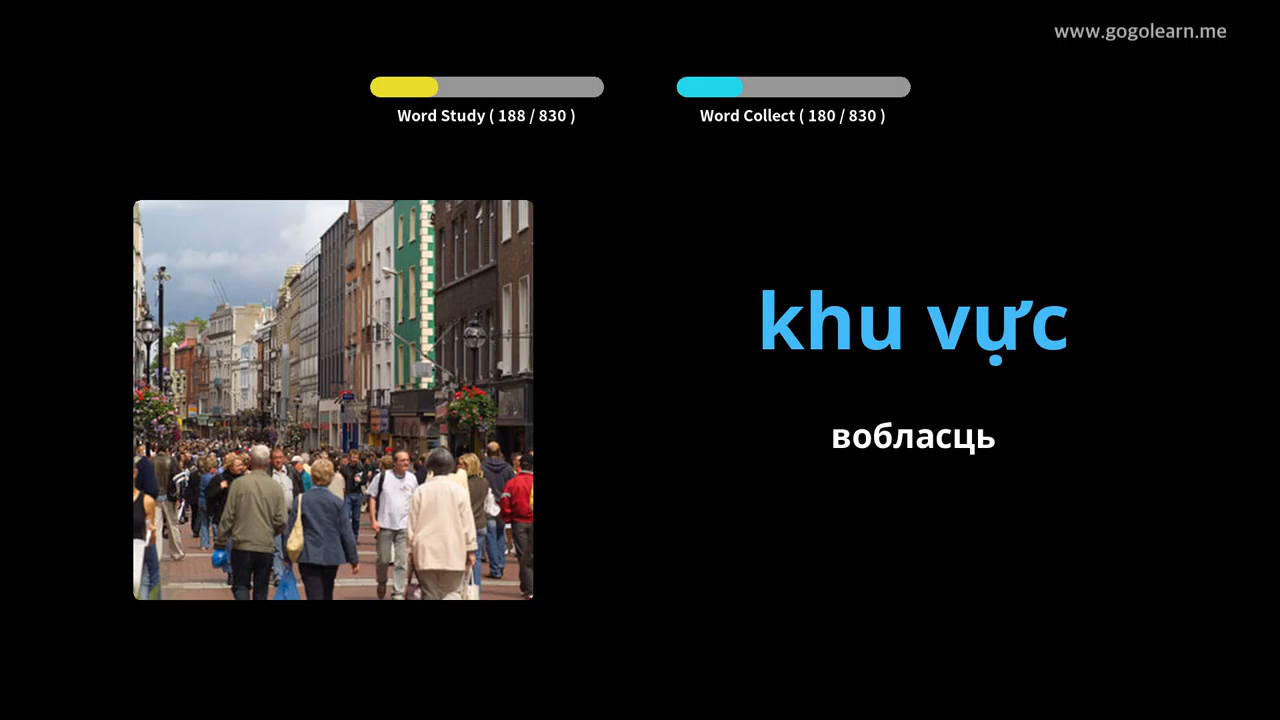 www.gogolearn.me
Word Study ( 188 / 830 )
Word Collect ( 180 / 830 )
khu vực
вобласць